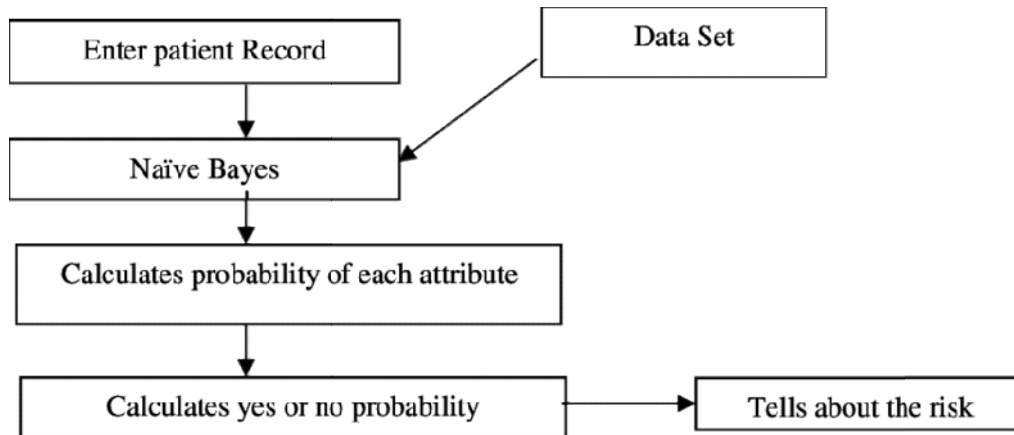 Enter patient Record
Data Set
Naïve Bayes
Calculates probability of each attribute
Calculates yes or no probability
Tells about the risk